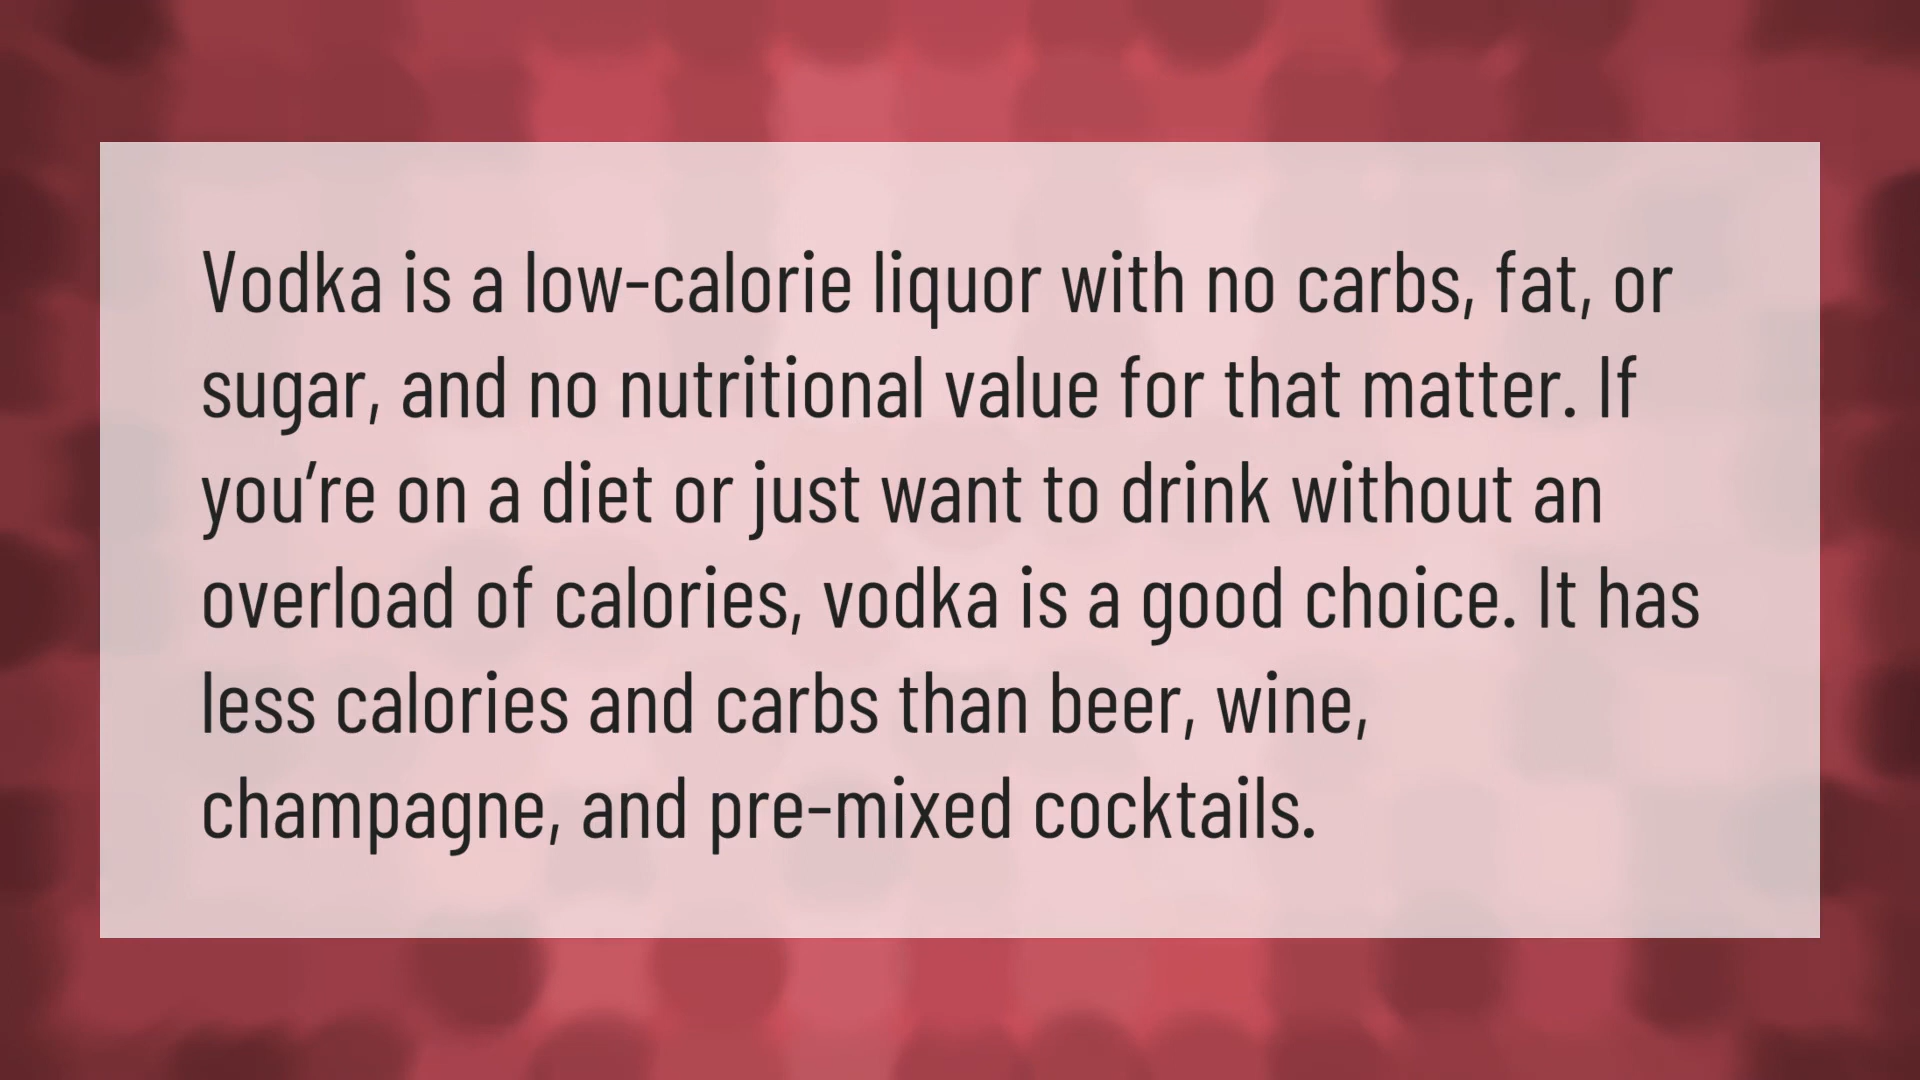 Vodka is a low-calorie liquor with no carbs, fat, or
sugar, and no nutritional value for that matter. If
you’re on a diet or just want to drink without an
overload of calories, vodka is a good choice. It has
less calories and carbs than beer, wine,
champagne, and pre-mixed cocktails.